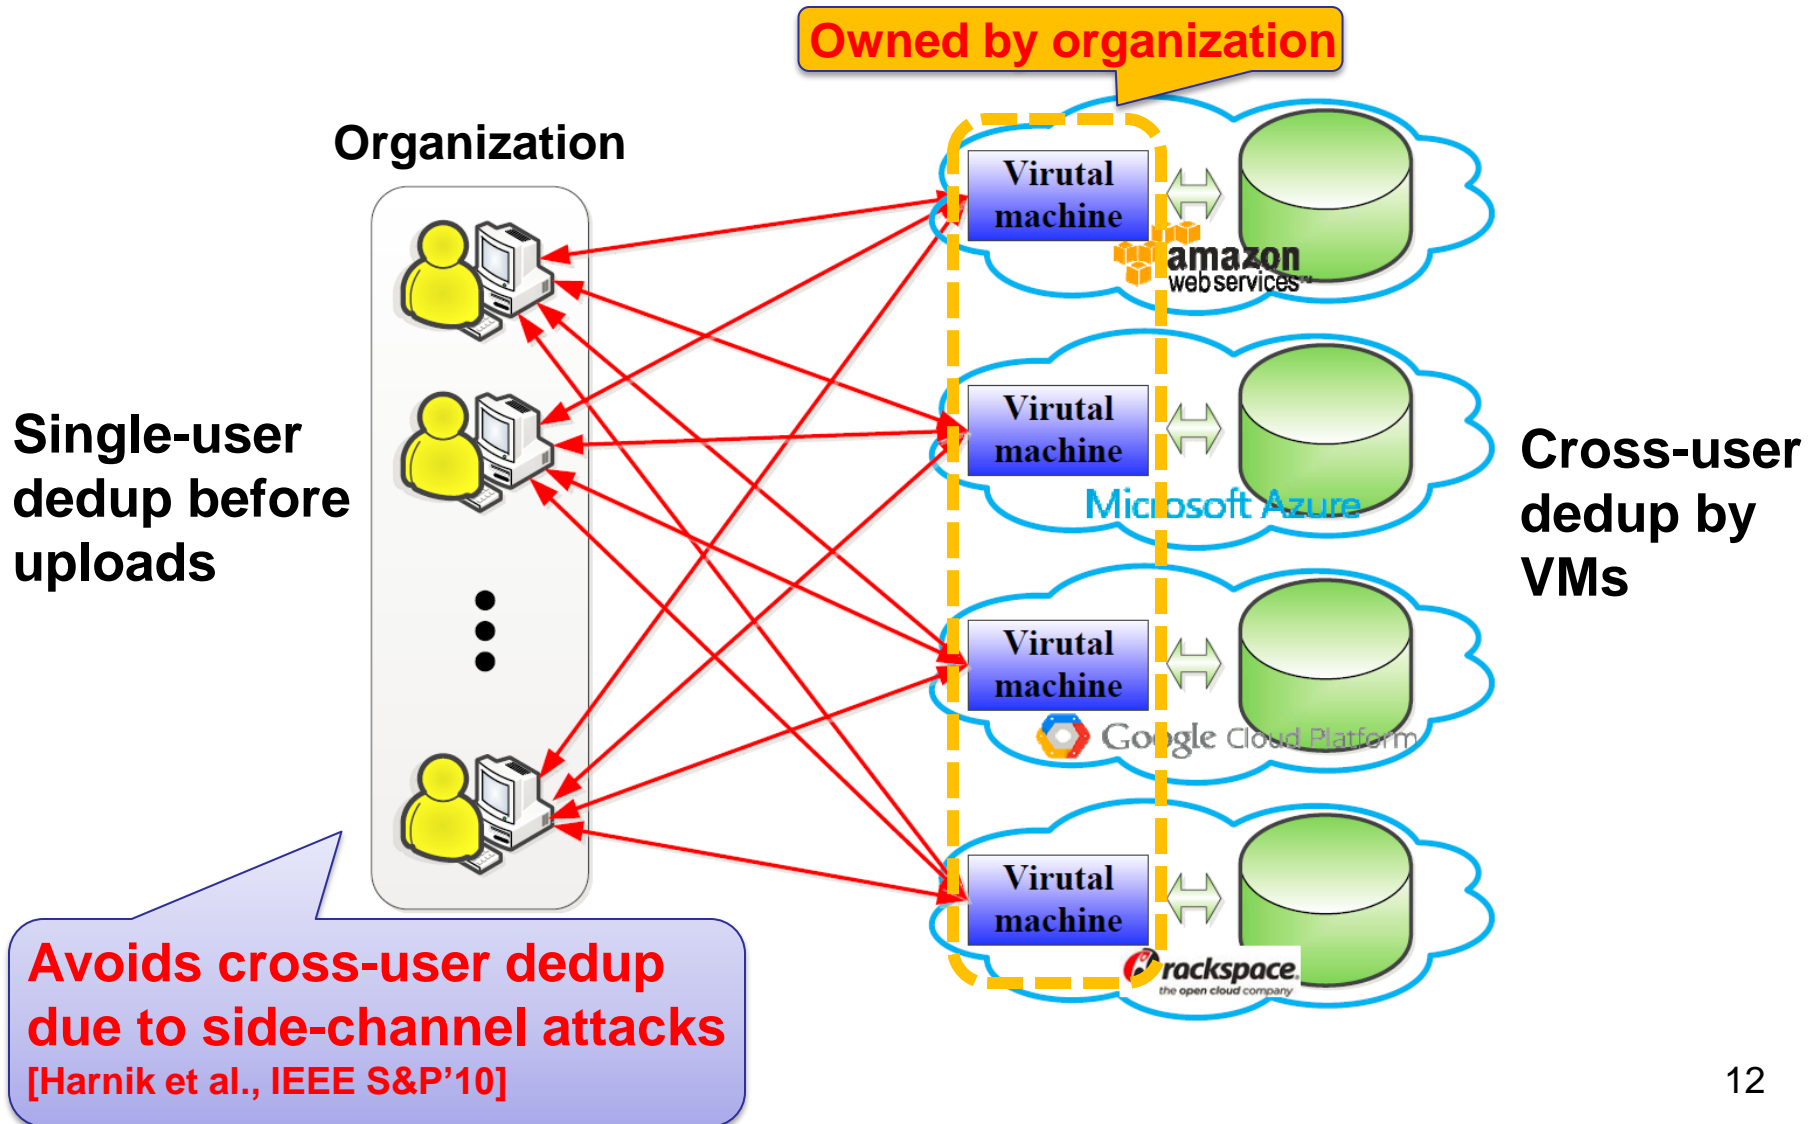 Owned by organization
Organization
Virutal
machine
amazon
webservices™
Virutal
machine
Microsoft Azure
Single-user
dedup before
uploads
Cross-user
dedup by
VMs
Virutal
machine
Google Cloud Platform
Virutal
machine
rackspace.
the open cloud company
Avoids cross-user dedup
due to side-channel attacks
[Harnik et al., IEEE S&P’10]
12